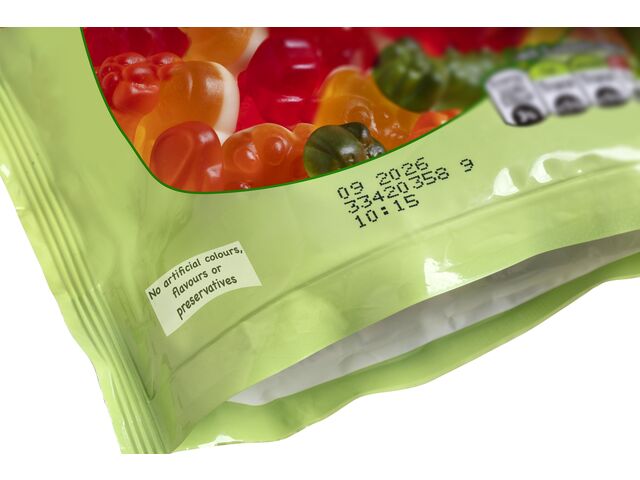 09 2026
33420358 9
10:15
No artificial colours,
flavours or
preservatives